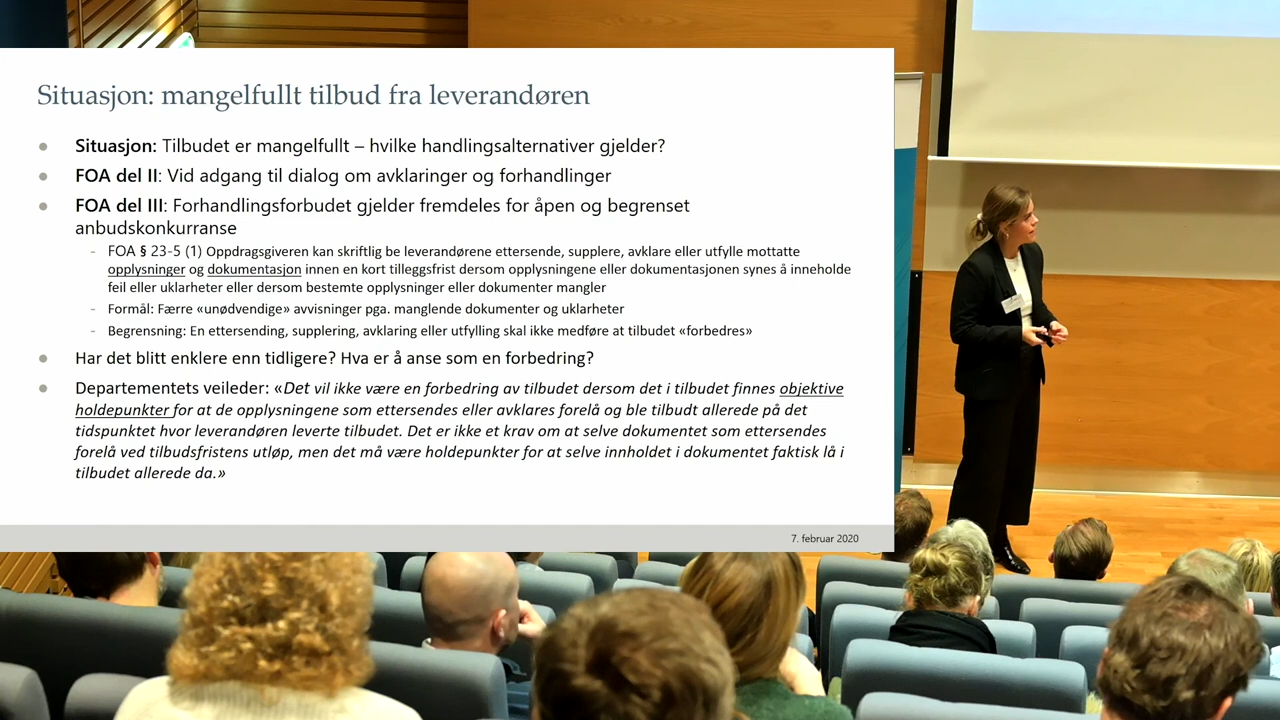 Situasjon: mangelfullt tilbud fra leverandøren
Situasjon: Tilbudet er mangelfullt – hvilke handlingsalternativer gjelder?
FOA del II: Vid adgang til dialog om avklaringer og forhandlinger
FOA del III: Forhandlingsforbudet gjelder fremdeles for åpen og begrenset
anbudskonkurranse
- FOA § 23-5 (1) Oppdragsgiveren kan skriftlig be leverandørene ettersende, supplere, avklare eller utfylle mottatte
opplysninger og dokumentasjon innen en kort tilleggsfrist dersom opplysningene eller dokumentasjonen synes å inneholde
feil eller uklarheter eller dersom bestemte opplysninger eller dokumenter mangler
- Formål: Færre «unødvendige» avvisninger pga. manglende dokumenter og uklarheter
- Begrensning: En ettersending, supplering, avklaring eller utfylling skal ikke medføre at tilbudet «forbedres»
Har det blitt enklere enn tidligere? Hva er å anse som en forbedring?
Departementets veileder: «Det vil ikke være en forbedring av tilbudet dersom det i tilbudet finnes objektive
holdepunkter for at de opplysningene som ettersendes eller avklares forelå og ble tilbudt allerede på det
tidspunktet hvor leverandøren leverte tilbudet. Det er ikke et krav om at selve dokumentet som ettersendes
forelå ved tilbudsfristens utløp, men det må være holdepunkter for at selve innholdet i dokumentet faktisk lå i
tilbudet allerede da.»
7. februar 2020